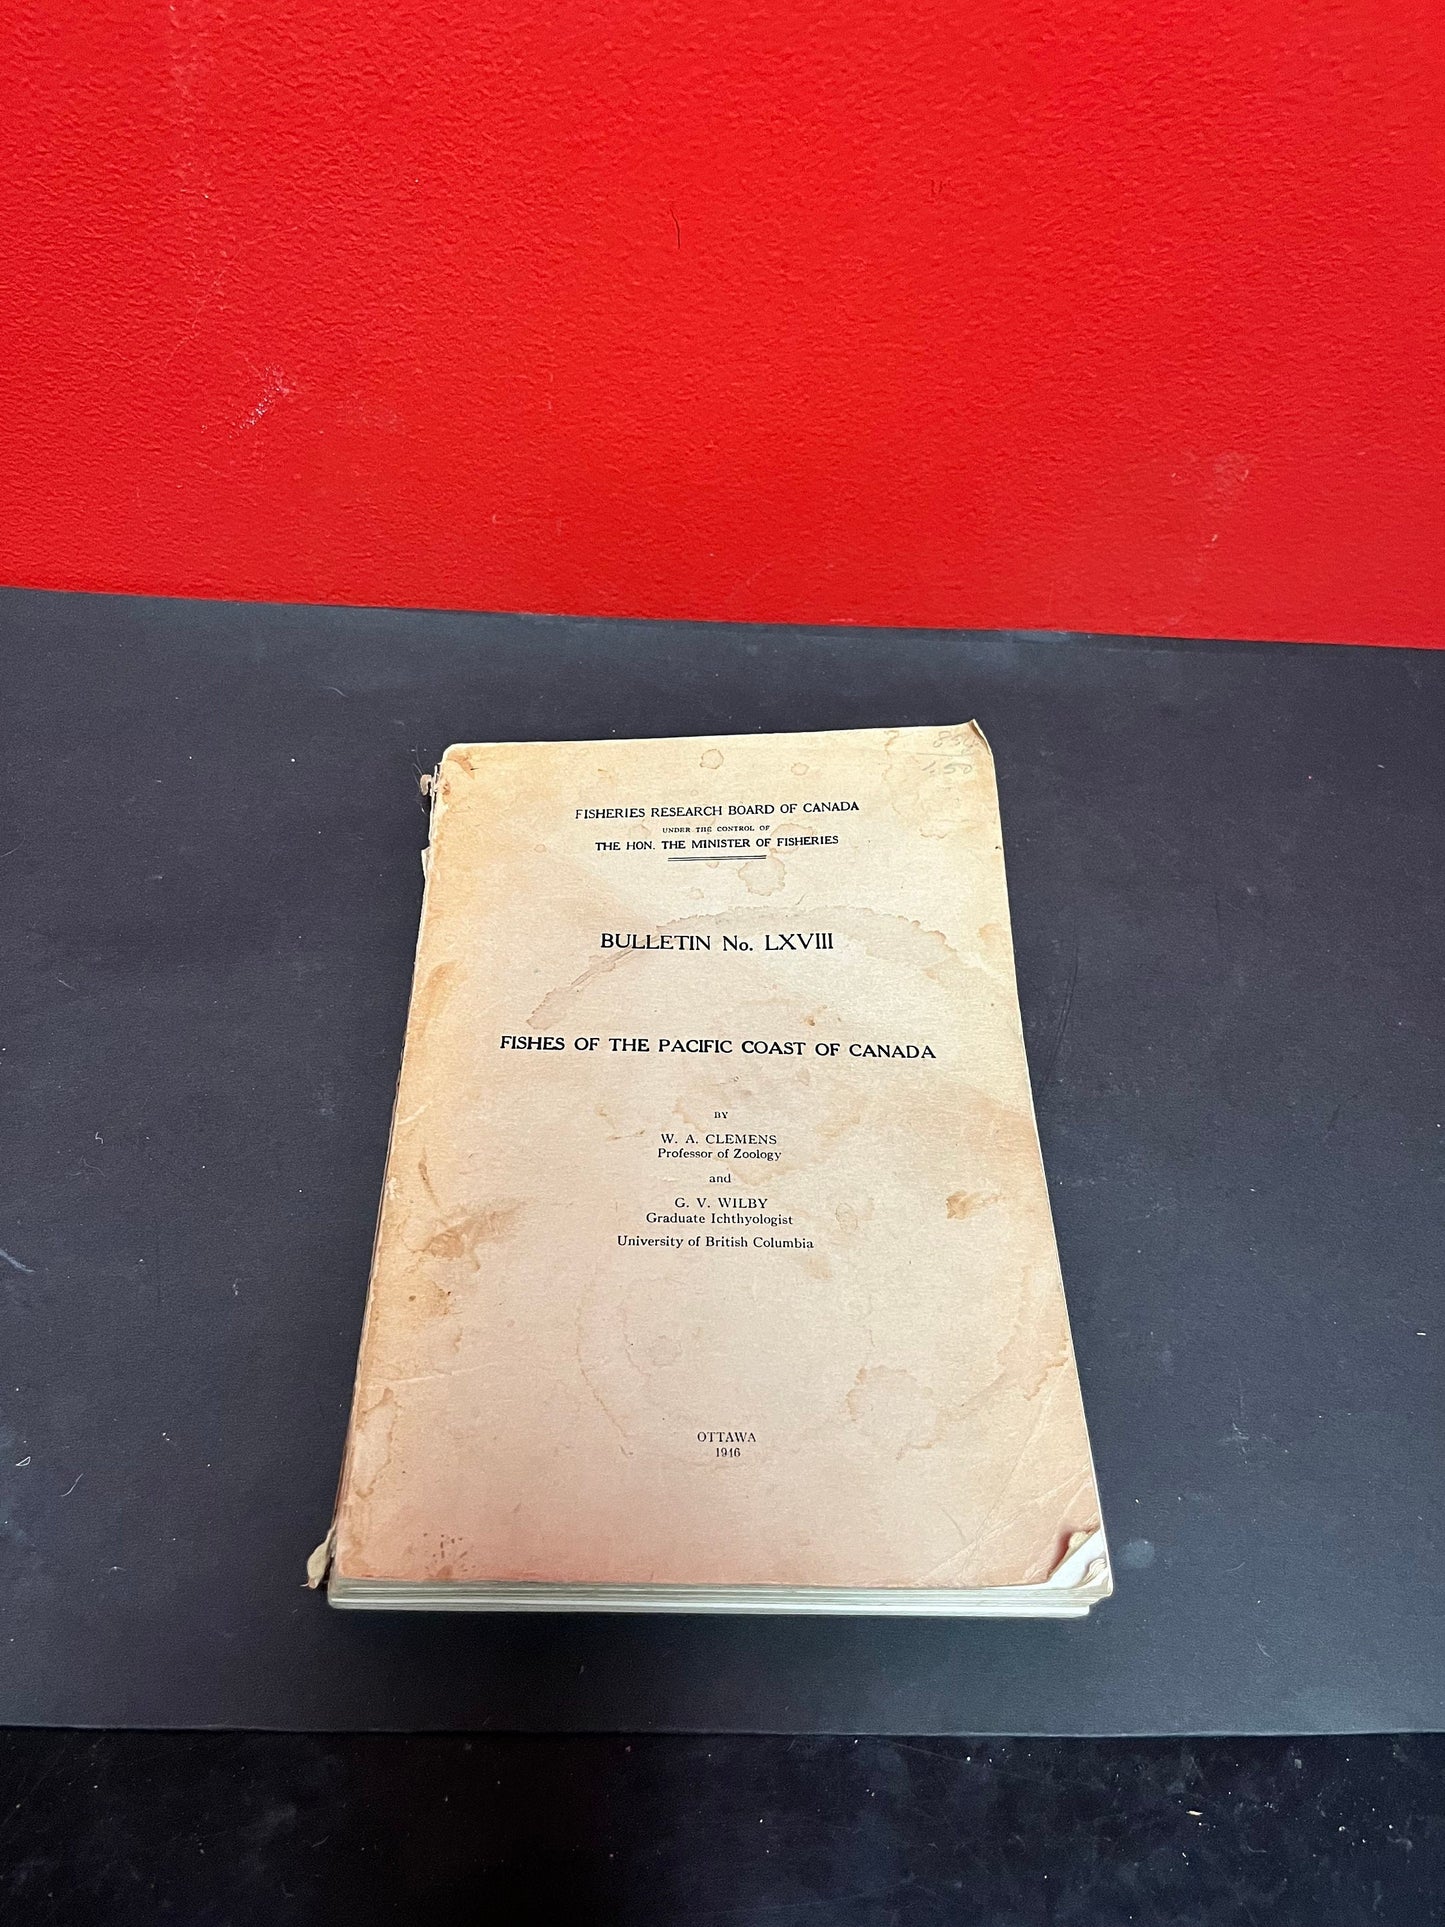 FISHERIES RESEARCH BOARD OF CANADA
UNDER THE CONTROL OF
THE HON. THE MINISTER OF FISHERIES
BULLETIN No. LXVIII
FISHES OF THE PACIFIC COAST OF CANADA
BY
W. A. CLEMENS
Professor of Zoology
and
G. V. WILBY
Graduate Ichthyologist
University of British Columbia
OTTAWA
1946